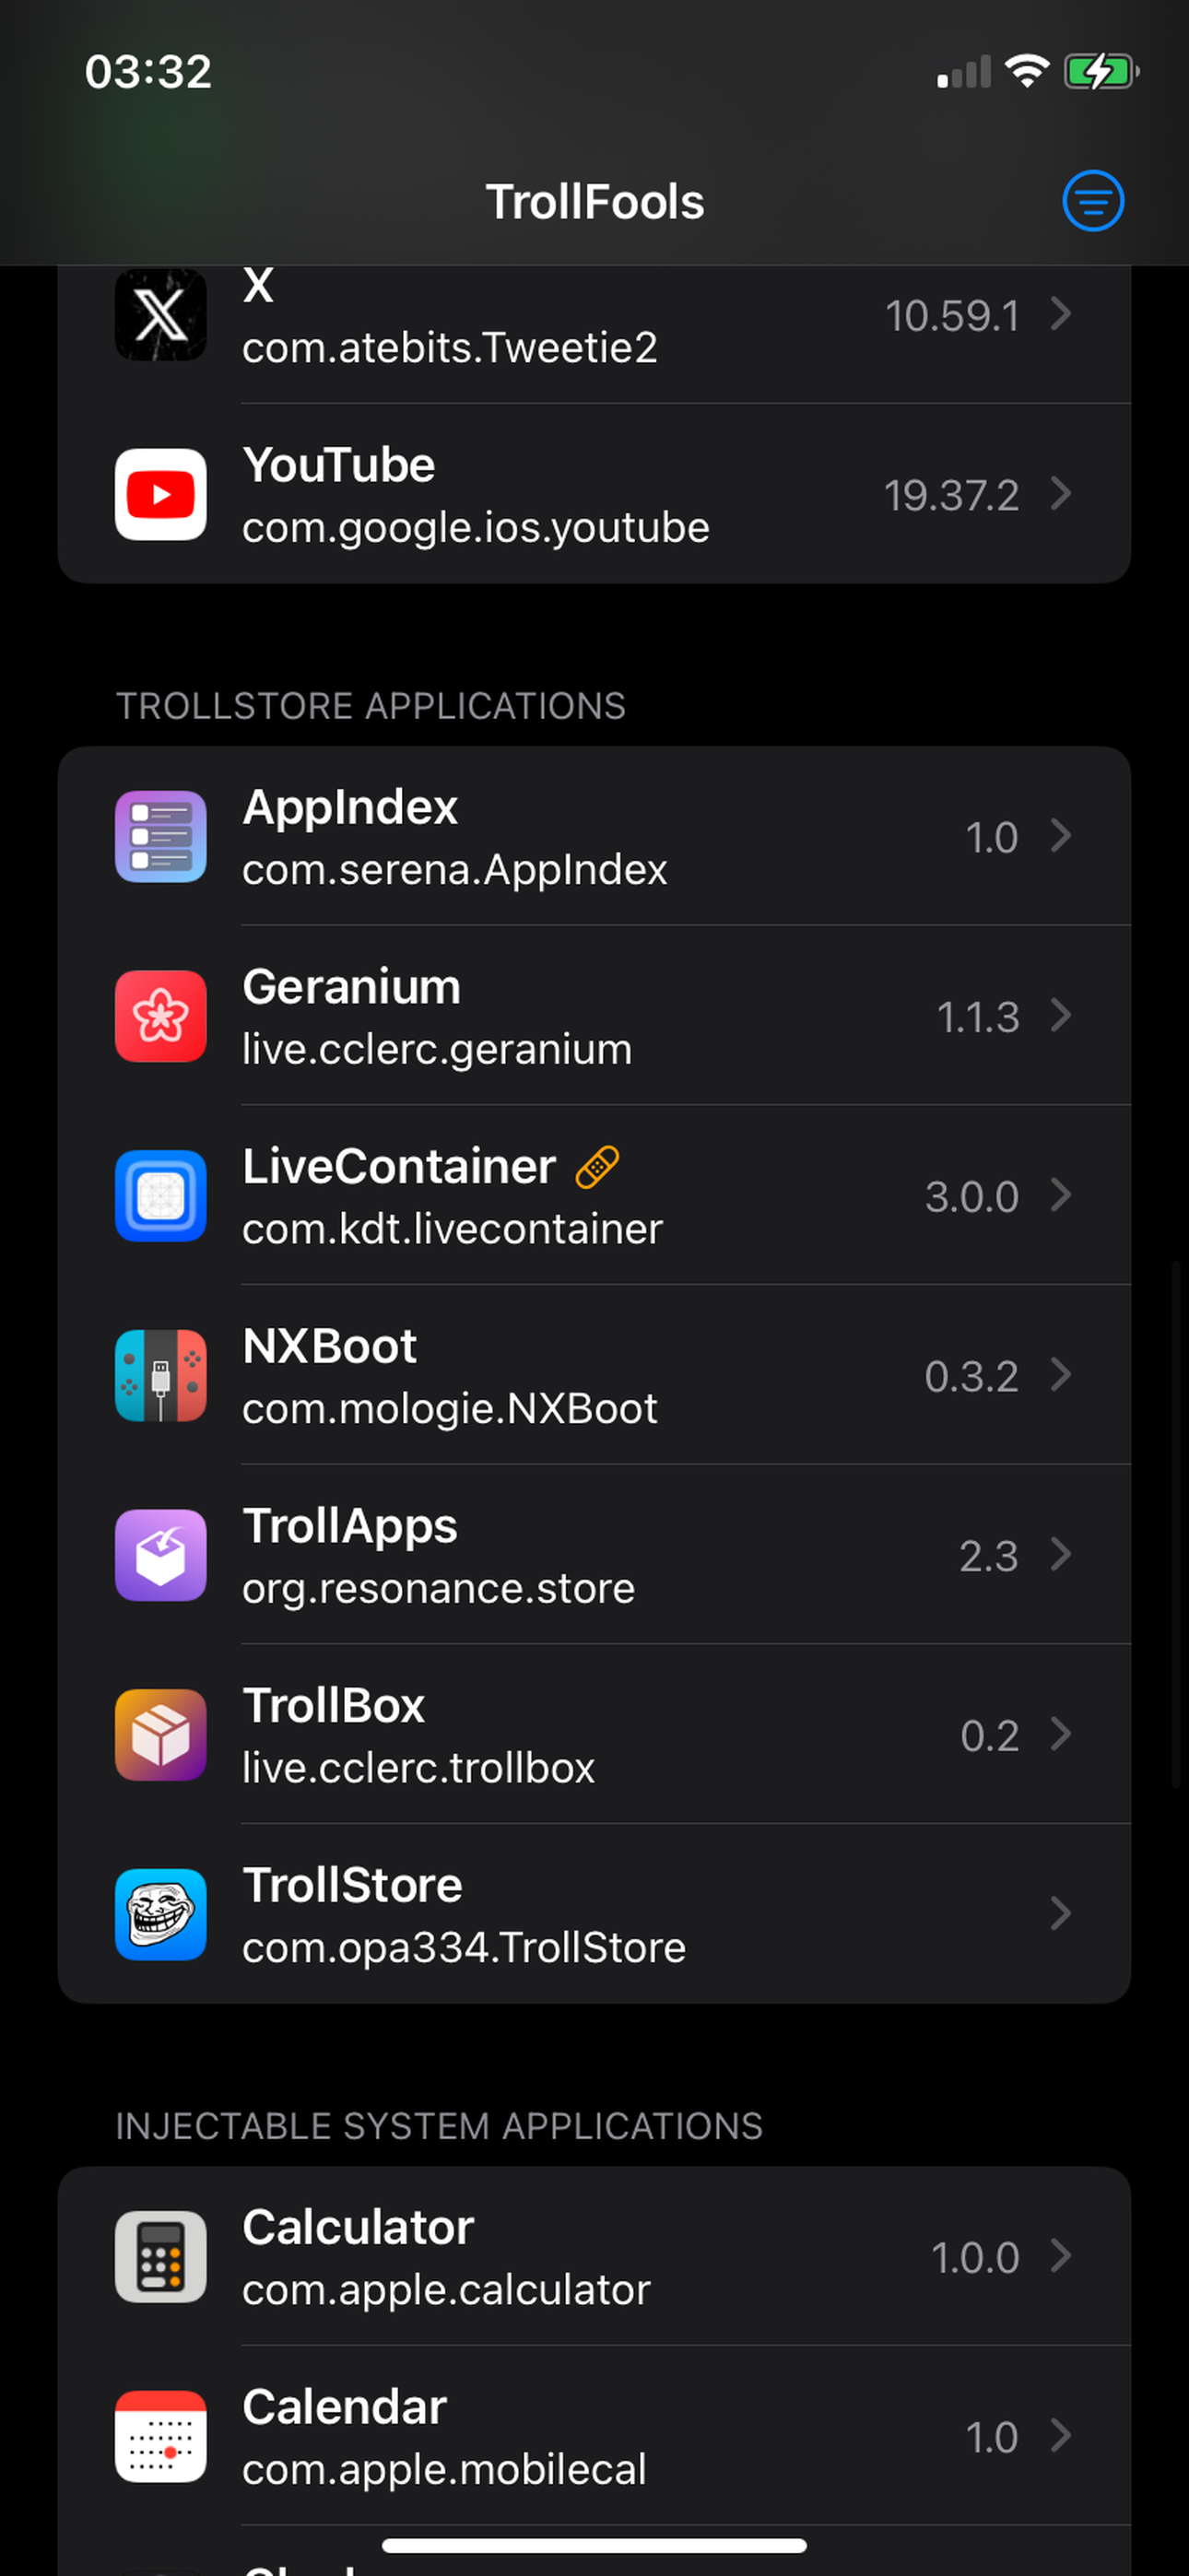 03:32
TrollFools
X
10.59.1
com.atebits.Tweetie2
YouTube
19.37.2
com.google.ios.youtube
TROLLSTORE APPLICATIONS
AppIndex
1.0
com.serena.AppIndex
Geranium
1.1.3
live.cclerc.geranium
LiveContainer
3.0.0
com.kdt.livecontainer
NXBoot
0.3.2
com.mologie.NXBoot
TrollApps
2.3
org.resonance.store
TrollBox
0.2
live.cclerc.trollbox
TrollStore
com.opa334.TrollStore
INJECTABLE SYSTEM APPLICATIONS
Calculator
1.0.0
com.apple.calculator
Calendar
1.0
com.apple.mobilecal